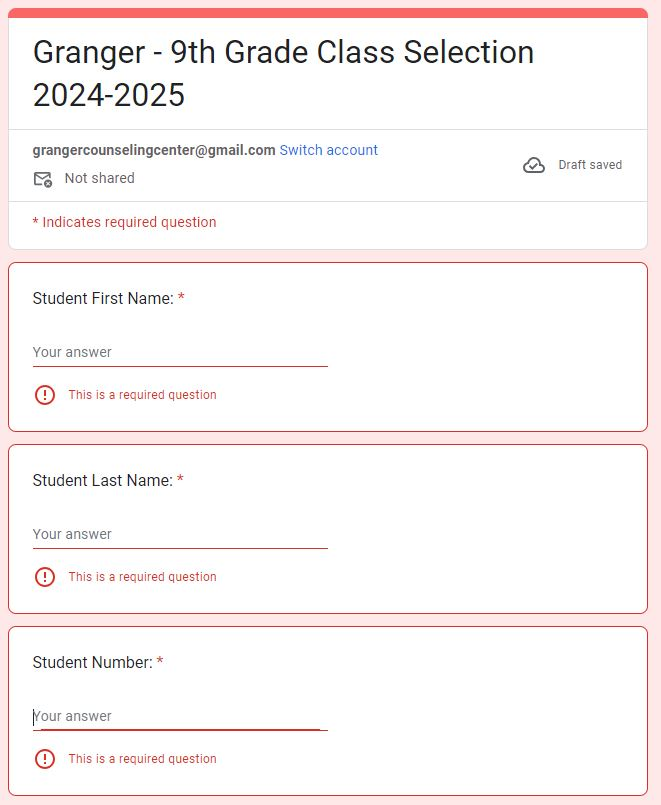 Granger - 9th Grade Class Selection
2024-2025
grangercounselingcenter@gmail.com Switch account
Not shared
Draft saved
* Indicates required question
Student First Name: *
Your answer
This is a required question
Student Last Name: *
Your answer
This is a required question
Student Number: *
Your answer
This is a required question